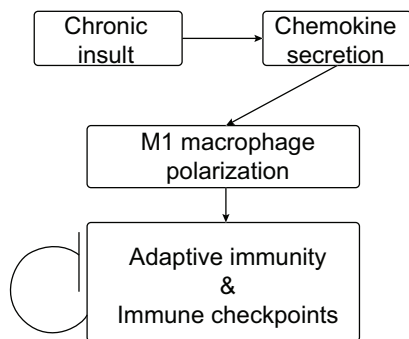 Chronic
insult
Chemokine
secretion
M1 macrophage
polarization
Adaptive immunity
&
Immune checkpoints